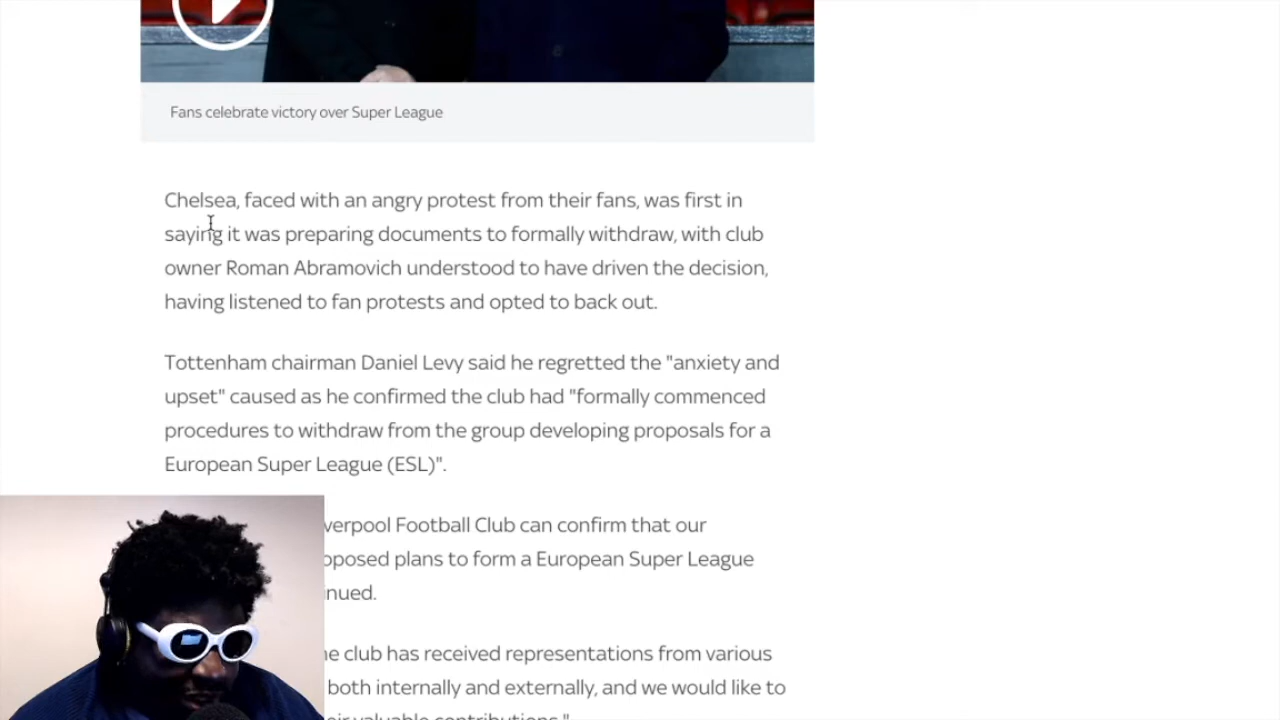 Fans celebrate victory over Super League
Chelsea, faced with an angry protest from their fans, was first in
saying it was preparing documents to formally withdraw, with club
owner Roman Abramovich understood to have driven the decision,
having listened to fan protests and opted to back out.
Tottenham chairman Daniel Levy said he regretted the "anxiety and
upset" caused as he confirmed the club had "formally commenced
procedures to withdraw from the group developing proposals for a
European Super League (ESL)".
verpool Football Club can confirm that our
oposed plans to form a European Super League
inued.
e club has received representations from various
both internally and externally, and we would like to
eir valuable contributions."